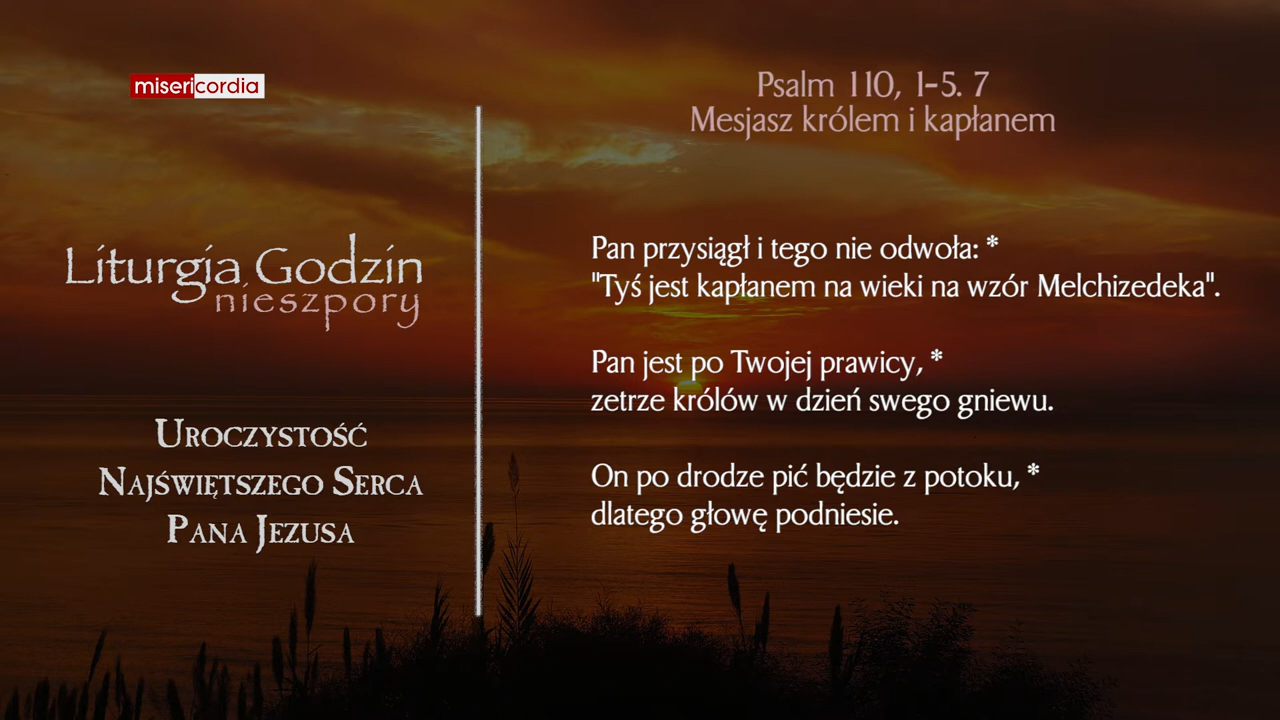 misericordia
Liturgia Godzin
nieszpory
Uroczystość
Najświętszego Serca
Pana Jezusa
Psalm 110, 1-5. 7
Mesjasz królem i kapłanem
Pan przysiągł i tego nie odwoła: *
"Tyś jest kapłanem na wieki na wzór Melchizedeka".
Pan jest po Twojej prawicy, *
zetrze królów w dzień swego gniewu.
On po drodze pić będzie z potoku, *
dlatego głowę podniesie.